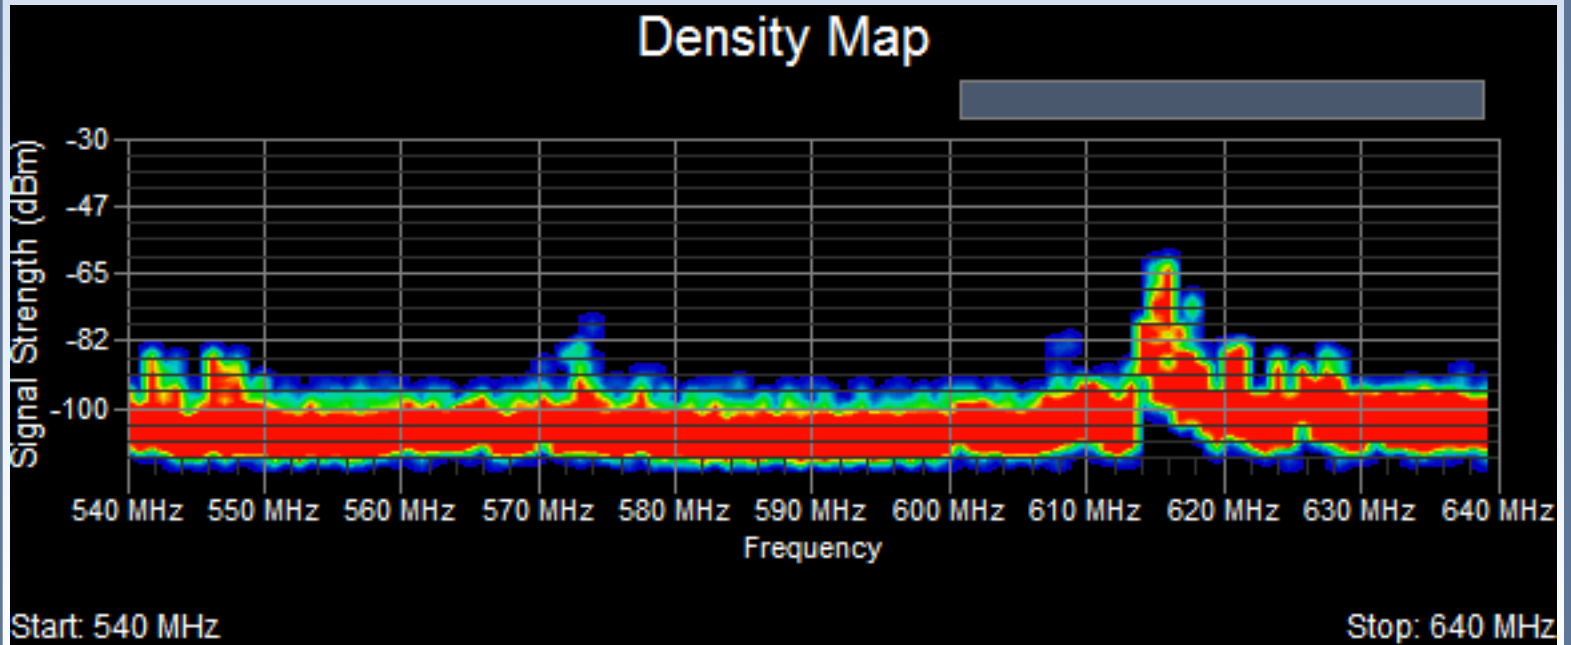 Density Map
Signal Strength (dBm)
-30
-47
-65
-82
-100
540 MHz 550 MHz 560 MHz 570 MHz 580 MHz 590 MHz 600 MHz 610 MHz 620 MHz 630 MHz 640 MHz
Frequency
Start: 540 MHz
Stop: 640 MHz